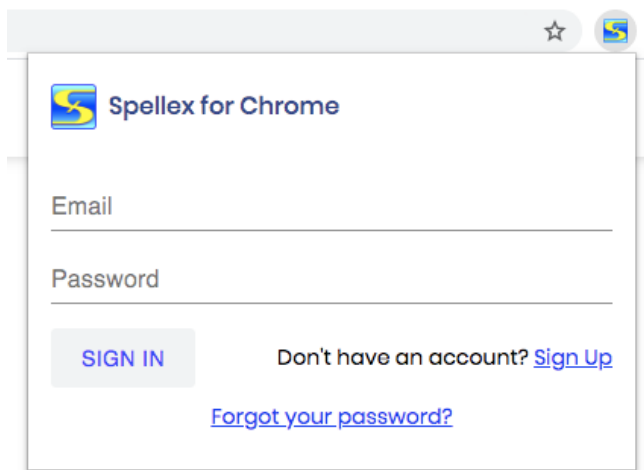 Spellex for Chrome
Email
Password
SIGN IN Don't have an account? Sign Up
Forgot your password?